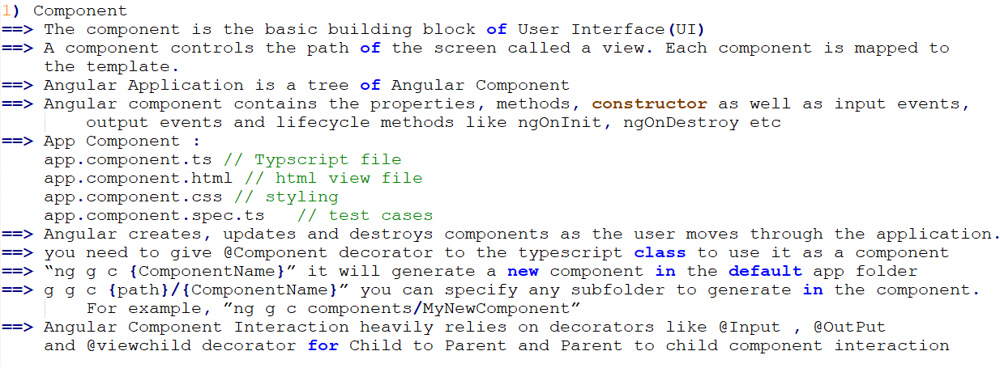 1) Component
==> The component is the basic building block of User Interface(UI)
==> A component controls the path of the screen called a view. Each component is mapped to
the template.
==> Angular Application is a tree of Angular Component
==> Angular component contains the properties, methods, constructor as well as input events,
output events and lifecycle methods like ngOnInit, ngOnDestroy etc
==> App Component :
app.component.ts // Typscript file
app.component.html // html view file
app.component.css // styling
app.component.spec.ts   // test cases
==> Angular creates, updates and destroys components as the user moves through the application.
==> you need to give @Component decorator to the typescript class to use it as a component
==> “ng g c {ComponentName}” it will generate a new component in the default app folder
==> g g c {path}/{ComponentName}” you can specify any subfolder to generate in the component.
For example, ”ng g c components/MyNewComponent”
==> Angular Component Interaction heavily relies on decorators like @Input , @OutPut
and @viewchild decorator for Child to Parent and Parent to child component interaction